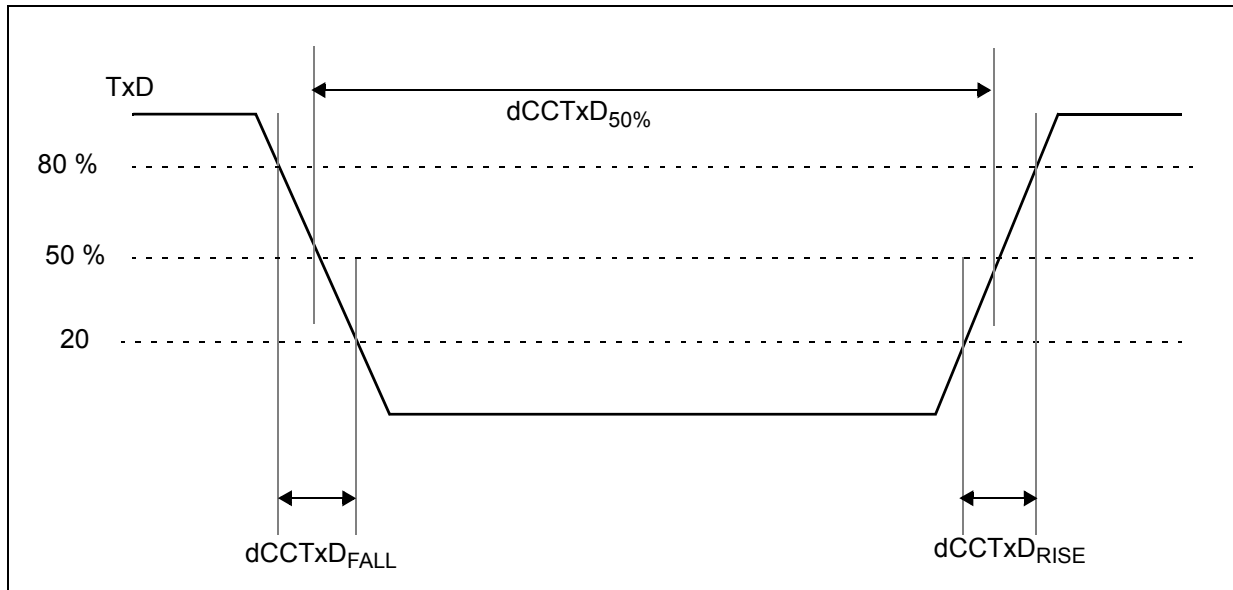 TxD
dCCTxD50%
80 %
50 %
20
dCCTxDFALL
dCCTxDRISE